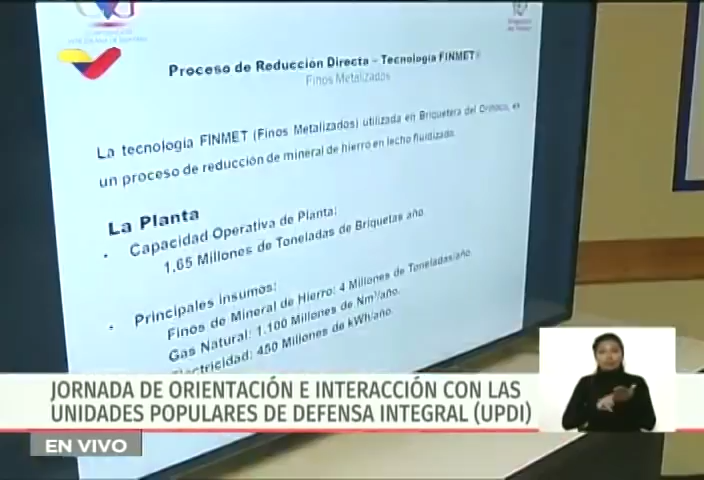 Proceso de Reducción Directa – Tecnología FINMET®
Finos Metalizados
La tecnología FINMET (Finos Metalizados) utilizada en Briquetera del Orinoco, es
un proceso de reducción de mineral de hierro en lecho fluidizado.
La Planta
• Capacidad Operativa de Planta:
1,65 Millones de Toneladas de Briquetas año.
• Principales insumos:
Finos de Mineral de Hierro: 4 Millones de Toneladas/año.
Gas Natural: 1.100 Millones de Nm³/año.
Electricidad: 450 Millones de kWh/año.
JORNADA DE ORIENTACIÓN E INTERACCIÓN CON LAS
UNIDADES POPULARES DE DEFENSA INTEGRAL (UPDI)
EN VIVO